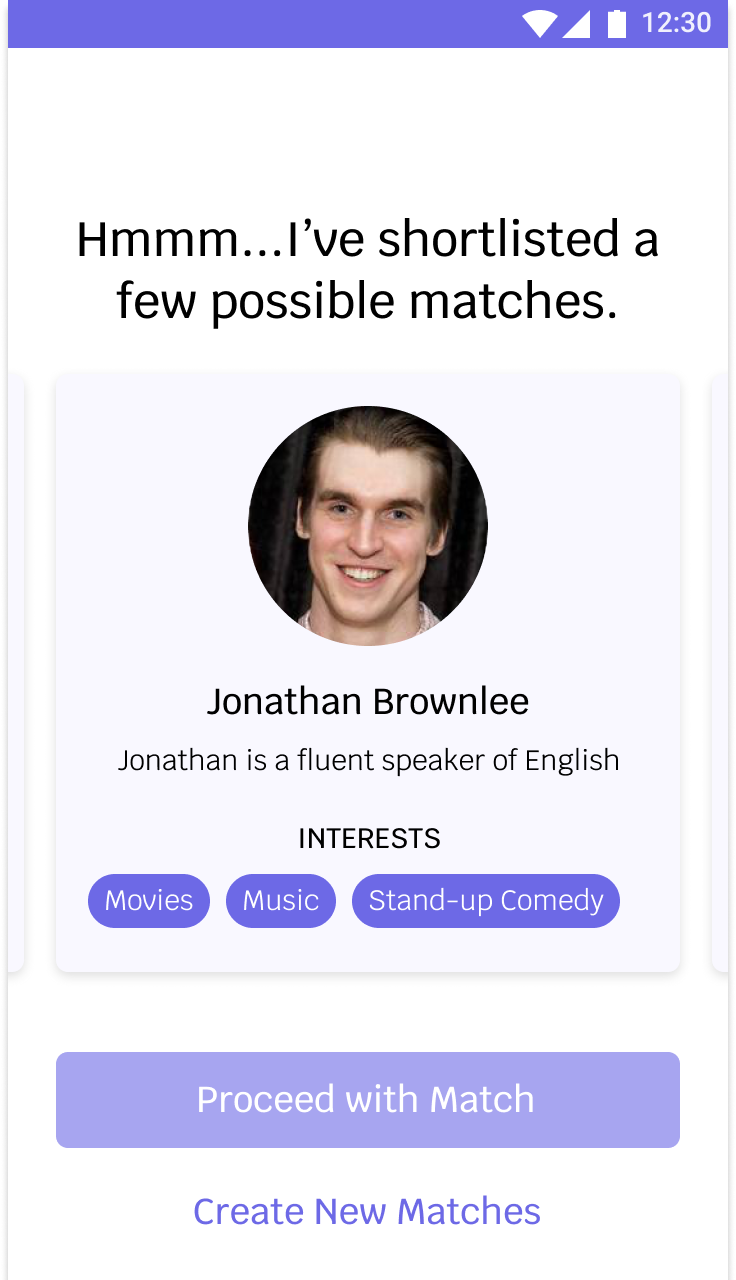 12:30
Hmmm...I’ve shortlisted a
few possible matches.
Jonathan Brownlee
Jonathan is a fluent speaker of English
INTERESTS
Movies Music Stand-up Comedy
Proceed with Match
Create New Matches